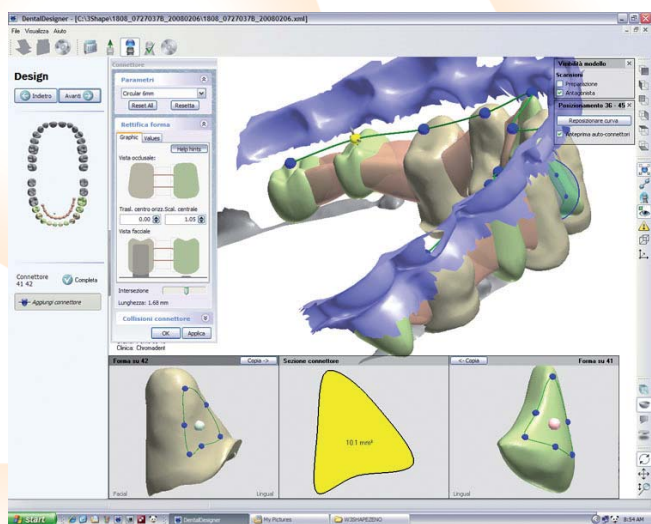 DentalDesigner - [C:\3Shape\1808_0727037B_20080206\1808_0727037B_20080206.xml]
File Visualizza Aiuto
Design
Indietro Avanti
Connettore
41 42
Completa
Aggiungi connettore
Connettore
Parametri
Circular 6mm
Reset All Resetta
Rettifica forma
Graphic Values
Help hints
Vista occlusale:
Trasl. centro orizz. Scal. centrale
0.00 1.05
Vista facciale
Intersezione
Lunghezza: 1.68 mm
Collisioni connettore
OK Applica
Clinica: Chromadent
Visibilità modello
Scansioni
Preparazione
Antagonista
Posizionamento 36 - 45
Reposizionare curva
Anteprima auto-connettori
Forma su 42 Copia ->
Facial Lingual
Sezione connettore
10.1 mm²
<- Copia Forma su 41
Lingual
start
DentalDesigner
My Pictures
8:54 AM